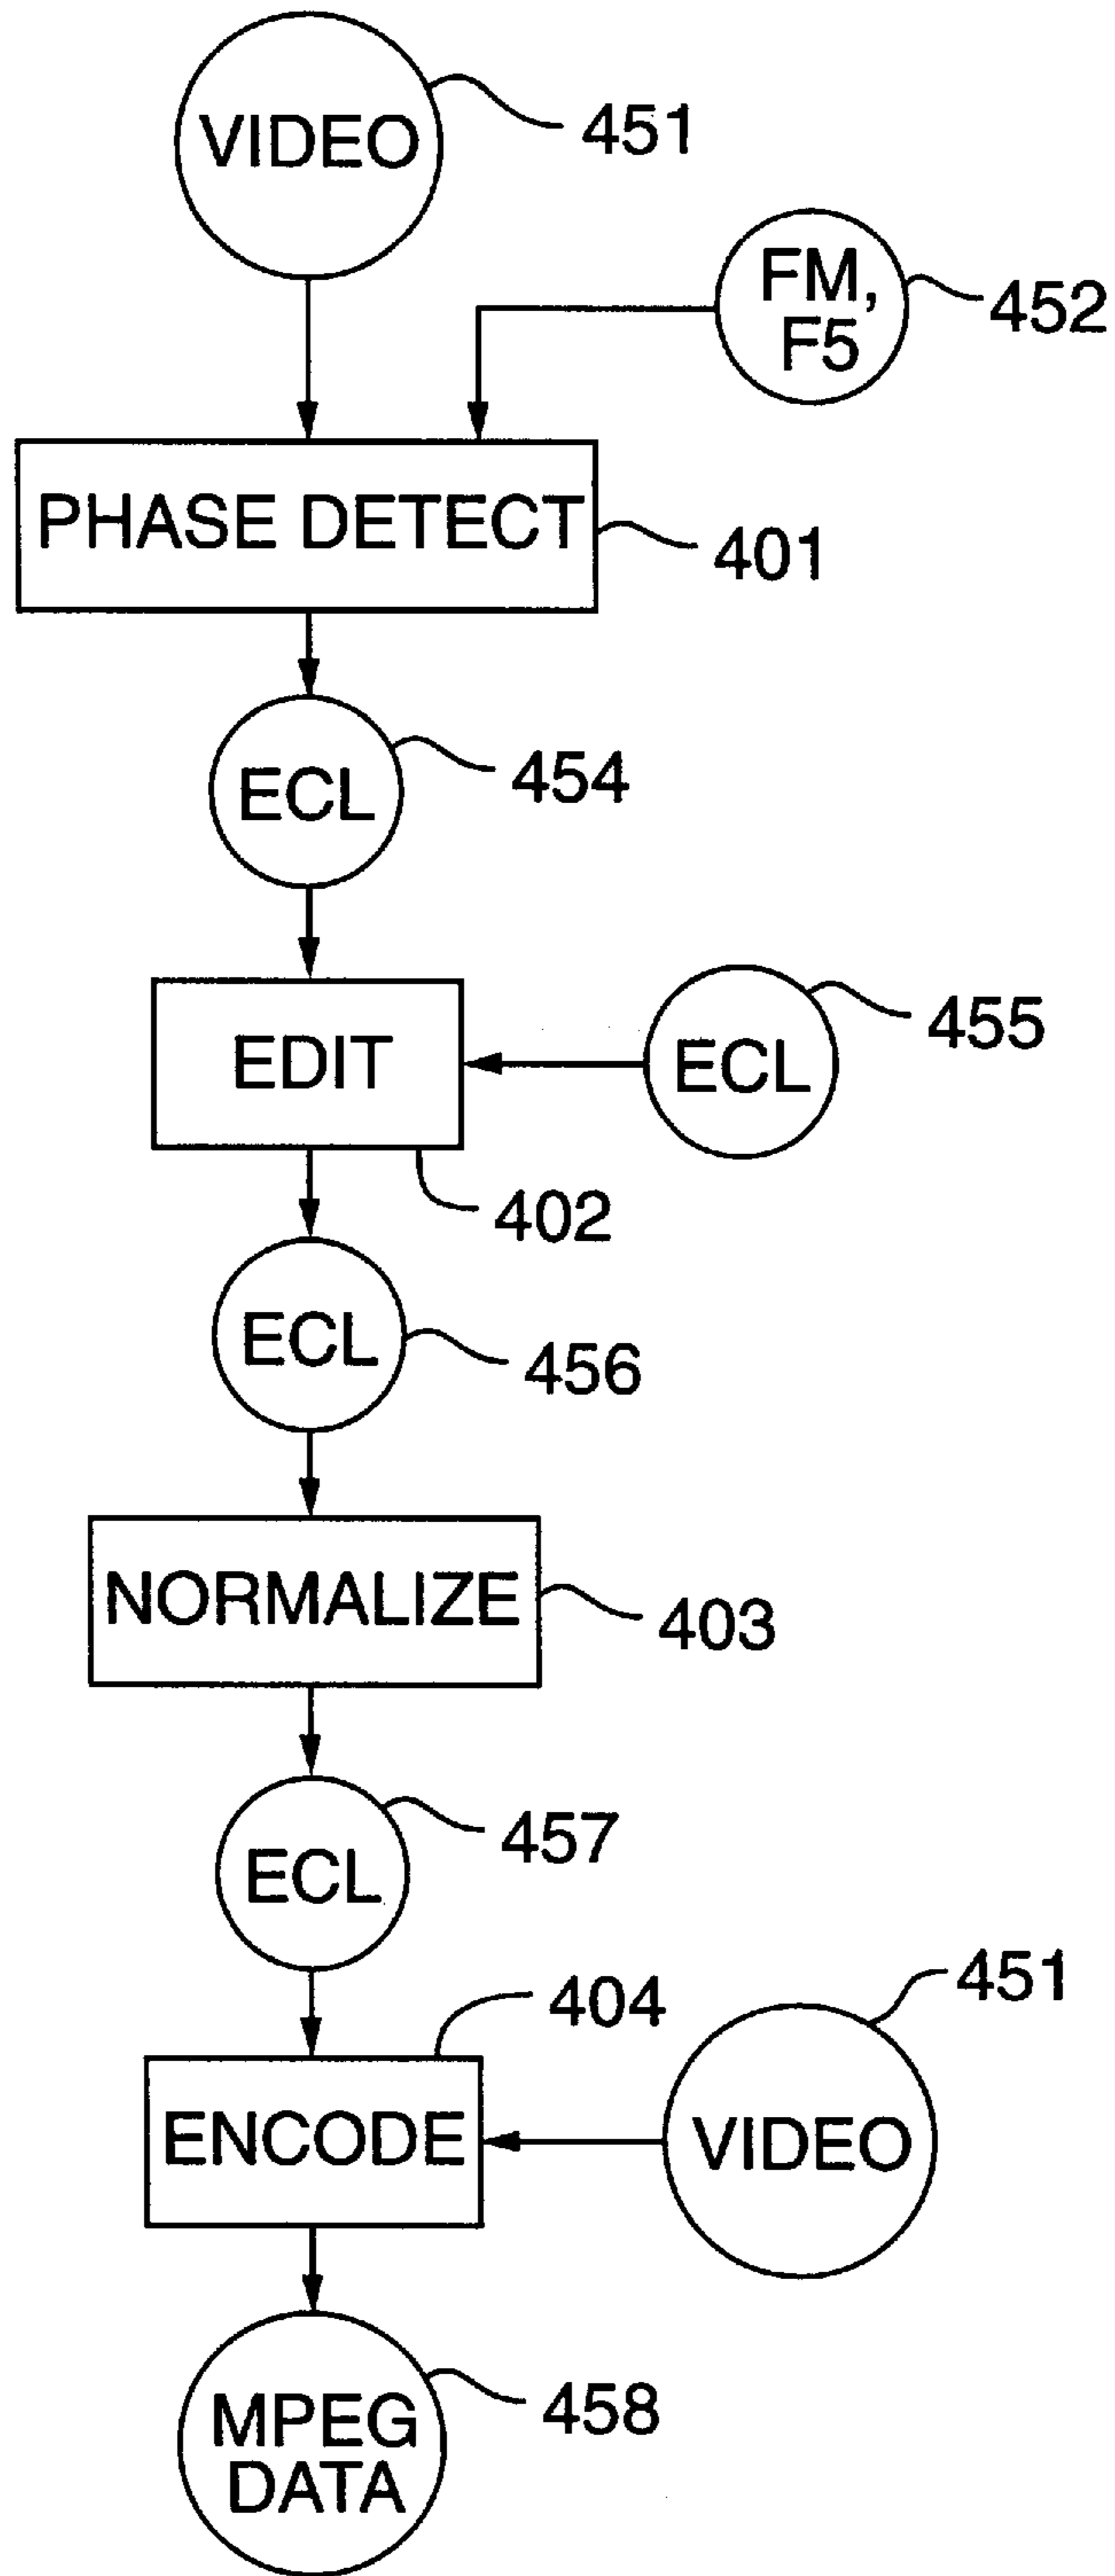 VIDEO
451
FM,
F5
452
PHASE DETECT
401
ECL
454
EDIT
402
ECL
455
ECL
456
NORMALIZE
403
ECL
457
404
ENCODE
VIDEO
451
MPEG
DATA
458